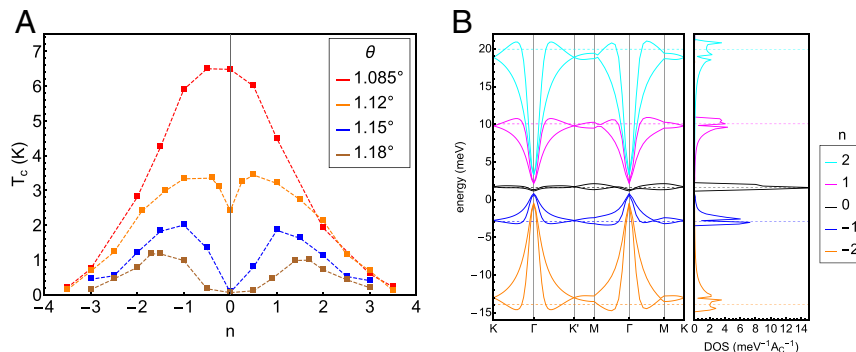 A
B
T_c (K)
7
6
5
4
3
2
1
0
−4 −3 −2 −1 0 1 2 3 4
n
θ
1.085°
1.12°
1.15°
1.18°
energy (meV)
20
15
10
5
0
−5
−10
−15
K Γ K' M Γ M K
0 2 4 6 8 10 12 14
DOS (meV⁻¹A_C⁻¹)
n
2
1
0
−1
−2